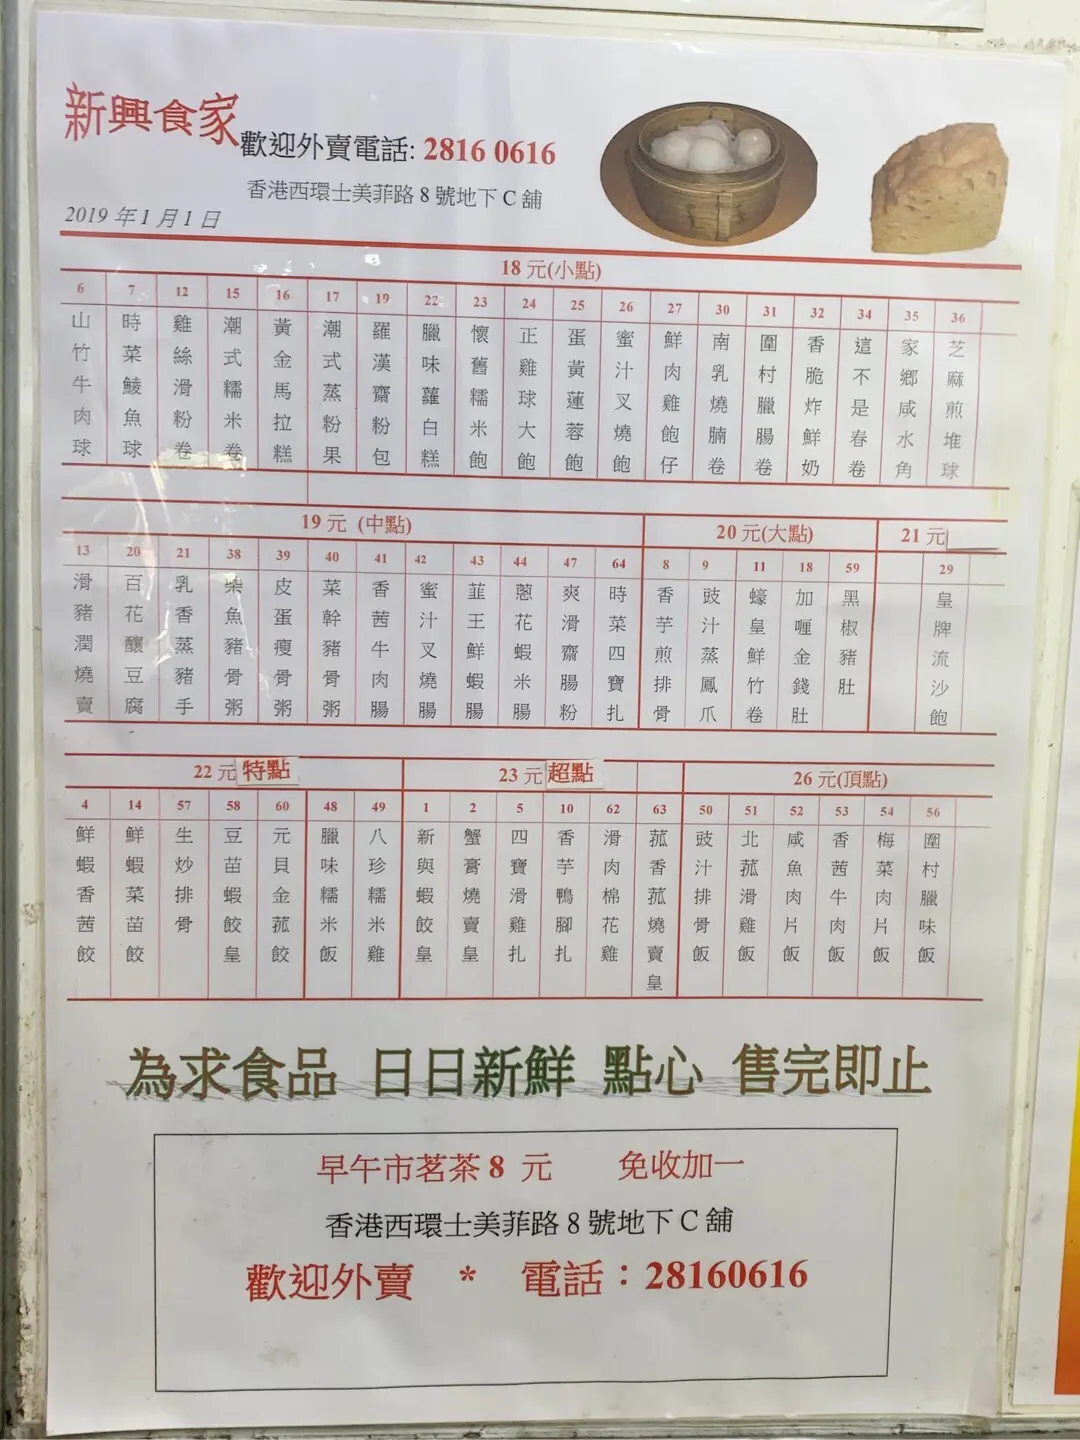 新興食家
歡迎外賣電話: 2816 0616
香港西環士美菲路 8 號地下 C 舖
2019 年 1 月 1 日
18 元(小點)
6 山竹牛肉球
7 時菜鯪魚球
12 雞絲滑粉卷
15 潮式糯米卷
16 黃金馬拉糕
17 潮式蒸粉果
19 羅漢齋粉包
22 臘味蘿白糕
23 懷舊糯米飽
24 正雞球大飽
25 蛋黃蓮蓉飽
26 蜜汁叉燒飽
27 鮮肉雞飽仔
30 南乳燒腩卷
31 圍村臘腸卷
32 香脆炸鮮奶
34 這不是春卷
35 家鄉咸水角
36 芝麻煎堆球
19 元 (中點)
13 滑豬潤燒賣
20 百花釀豆腐
21 乳香蒸豬手
38 柴魚豬骨粥
39 皮蛋瘦骨粥
40 菜幹豬骨粥
41 香茜牛肉腸
42 蜜汁叉燒腸
43 韮王鮮蝦腸
44 蔥花蝦米腸
47 爽滑齋腸粉
64 時菜四寶扎
20 元(大點)
8 香芋煎排骨
9 豉汁蒸鳳爪
11 蠔皇鮮竹卷
18 加喱金錢肚
59 黑椒豬肚
21 元
29 皇牌流沙飽
22 元 特點
4 鮮蝦香茜餃
14 鮮蝦菜苗餃
57 生炒排骨
58 豆苗蝦餃皇
60 元貝金菰餃
48 臘味糯米飯
49 八珍糯米雞
23 元 超點
1 新與蝦餃皇
2 蟹膏燒賣皇
5 四寶滑雞扎
10 香芋鴨腳扎
62 滑肉棉花雞
63 菰香菰燒賣皇
26 元(頂點)
50 豉汁排骨飯
51 北菰滑雞飯
52 咸魚肉片飯
53 香茜牛肉飯
54 梅菜肉片飯
56 圍村臘味飯
為求食品 日日新鮮 點心 售完即止
早午市茗茶 8 元 免收加一
香港西環士美菲路 8 號地下 C 舖
歡迎外賣 * 電話：28160616